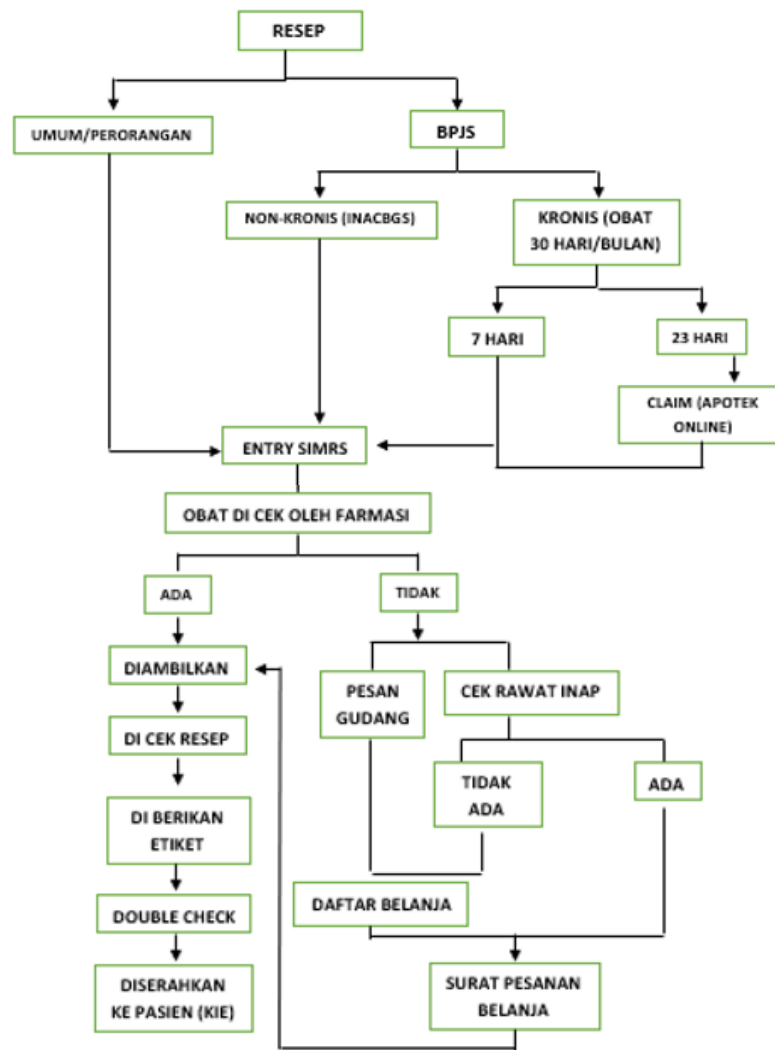 RESEP
UMUM/PERORANGAN
BPJS
NON-KRONIS (INACBGS)
KRONIS (OBAT
30 HARI/BULAN)
7 HARI
23 HARI
CLAIM (APOTEK
ONLINE)
ENTRY SIMRS
OBAT DI CEK OLEH FARMASI
ADA
TIDAK
DIAMBILKAN
PESAN
GUDANG
CEK RAWAT INAP
DI CEK RESEP
TIDAK
ADA
ADA
DI BERIKAN
ETIKET
DAFTAR BELANJA
DOUBLE CHECK
DISERAHKAN
KE PASIEN (KIE)
SURAT PESANAN
BELANJA